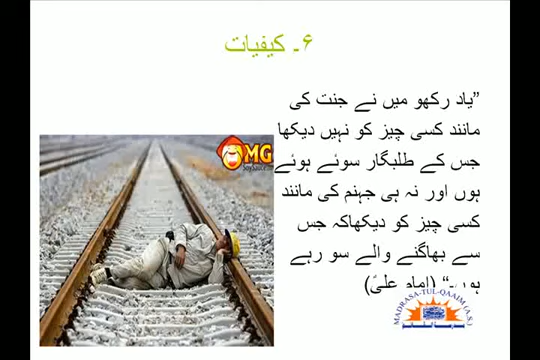 ۶۔ کیفیات
”یاد رکھو میں نے جنت کی
مانند کسی چیز کو نہیں دیکھا
جس کے طلبگار سوئے ہوئے
ہوں اور نہ ہی جہنم کی مانند
کسی چیز کو دیکھاکہ جس
سے بھاگنے والے سو رہے
ہوں۔“ (امام علیؑ)
OMG
SoySauce
MADRASA-TUL-QAAIM (A.S)